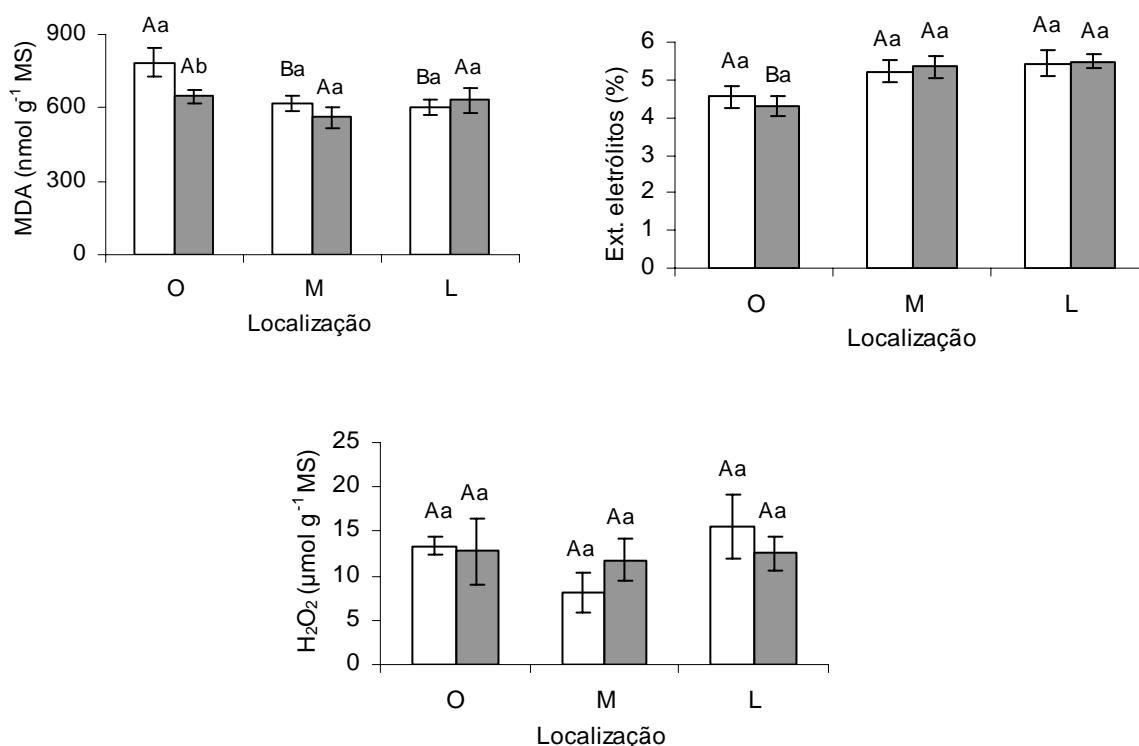 MDA (nmol g⁻¹ MS)
900
600
300
0
Aa
Ab
Ba
Aa
Ba
Aa
O M L
Localização
Ext. eletrólitos (%)
6
5
4
3
2
1
0
Aa
Ba
Aa
Aa
Aa
Aa
O M L
Localização
H₂O₂ (µmol g⁻¹ MS)
25
20
15
10
5
0
Aa
Aa
Aa
Aa
Aa
Aa
O M L
Localização